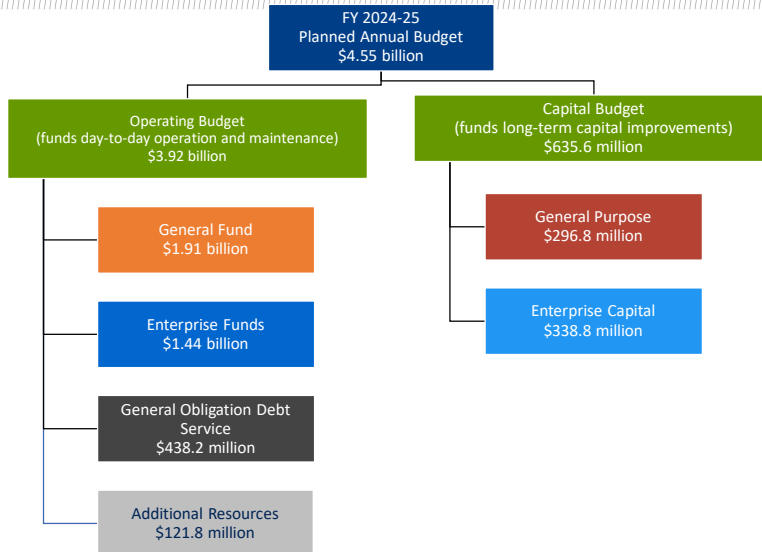 FY 2024-25
Planned Annual Budget
$4.55 billion
Operating Budget
(funds day-to-day operation and maintenance)
$3.92 billion
Capital Budget
(funds long-term capital improvements)
$635.6 million
General Fund
$1.91 billion
General Purpose
$296.8 million
Enterprise Funds
$1.44 billion
Enterprise Capital
$338.8 million
General Obligation Debt
Service
$438.2 million
Additional Resources
$121.8 million